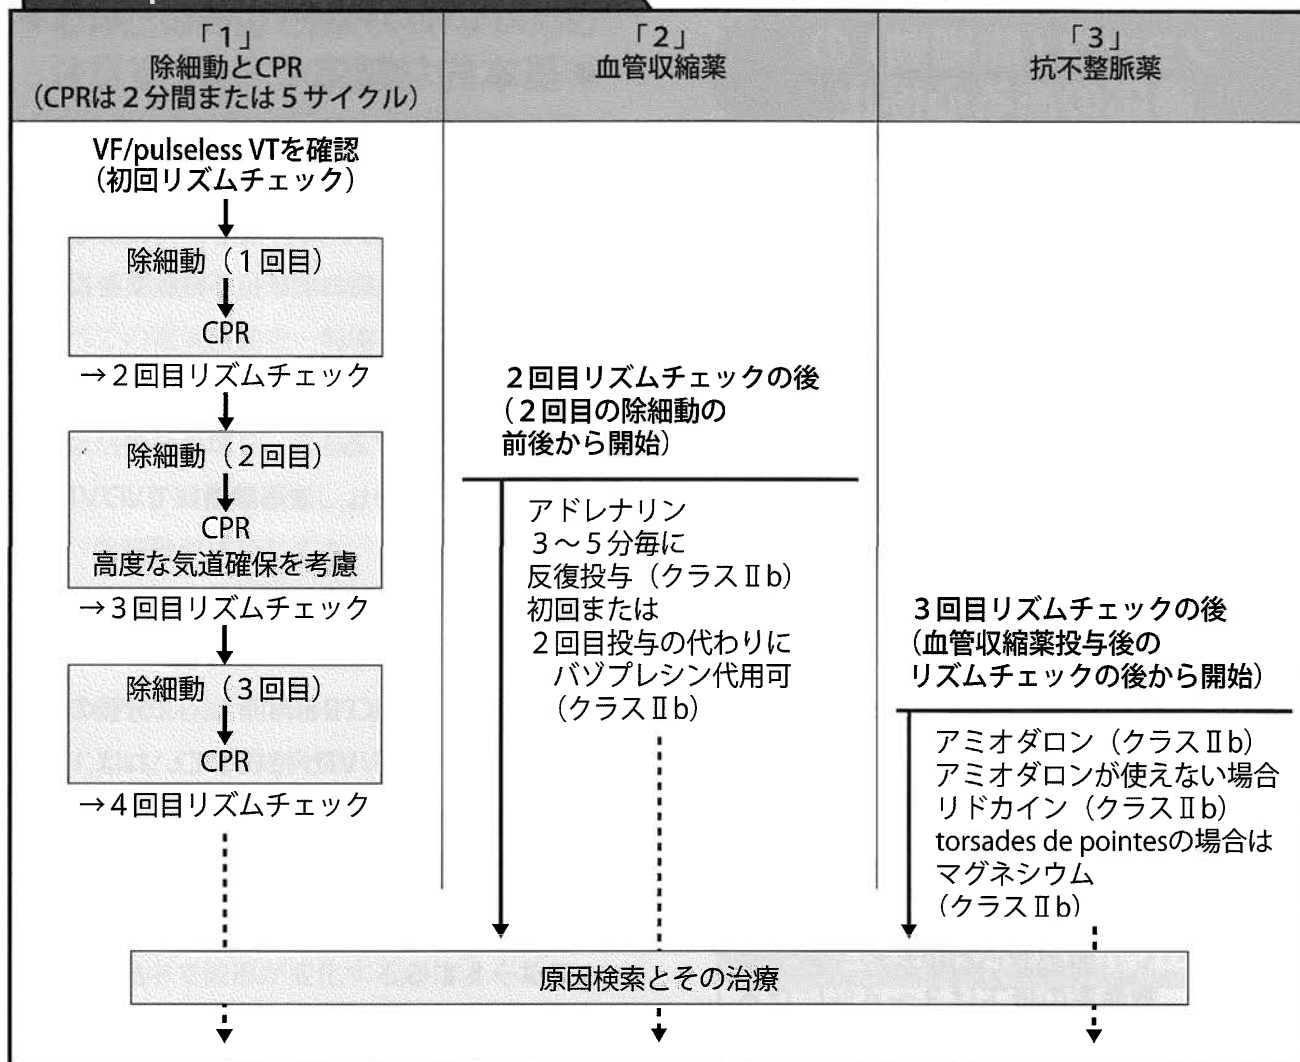 「1」
除細動とCPR
（CPRは２分間または５サイクル）
「2」
血管収縮薬
「3」
抗不整脈薬
VF/pulseless VTを確認
（初回リズムチェック）
除細動（１回目）
CPR
→２回目リズムチェック
除細動（２回目）
CPR
高度な気道確保を考慮
→３回目リズムチェック
除細動（３回目）
CPR
→４回目リズムチェック
２回目リズムチェックの後
（２回目の除細動の
前後から開始）
アドレナリン
３〜５分毎に
反復投与（クラスⅡb）
初回または
２回目投与の代わりに
バゾプレシン代用可
（クラスⅡb）
３回目リズムチェックの後
（血管収縮薬投与後の
リズムチェックの後から開始）
アミオダロン（クラスⅡb）
アミオダロンが使えない場合
リドカイン（クラスⅡb）
torsades de pointesの場合は
マグネシウム
（クラスⅡb）
原因検索とその治療